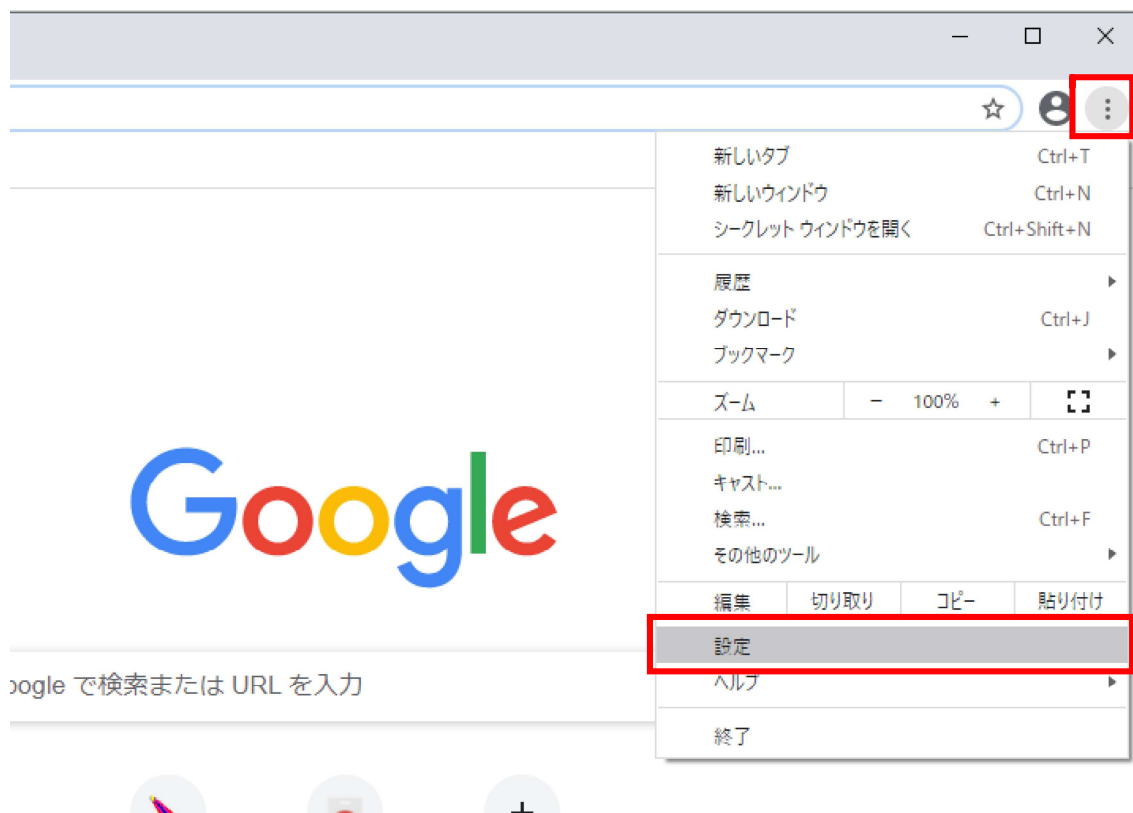 新しいタブ Ctrl+T
新しいウィンドウ Ctrl+N
シークレット ウィンドウを開く Ctrl+Shift+N
履歴
ダウンロード Ctrl+J
ブックマーク
ズーム － 100% +
印刷... Ctrl+P
キャスト...
検索... Ctrl+F
その他のツール
編集 切り取り コピー 貼り付け
設定
ヘルプ
終了
Google
oogle で検索または URL を入力